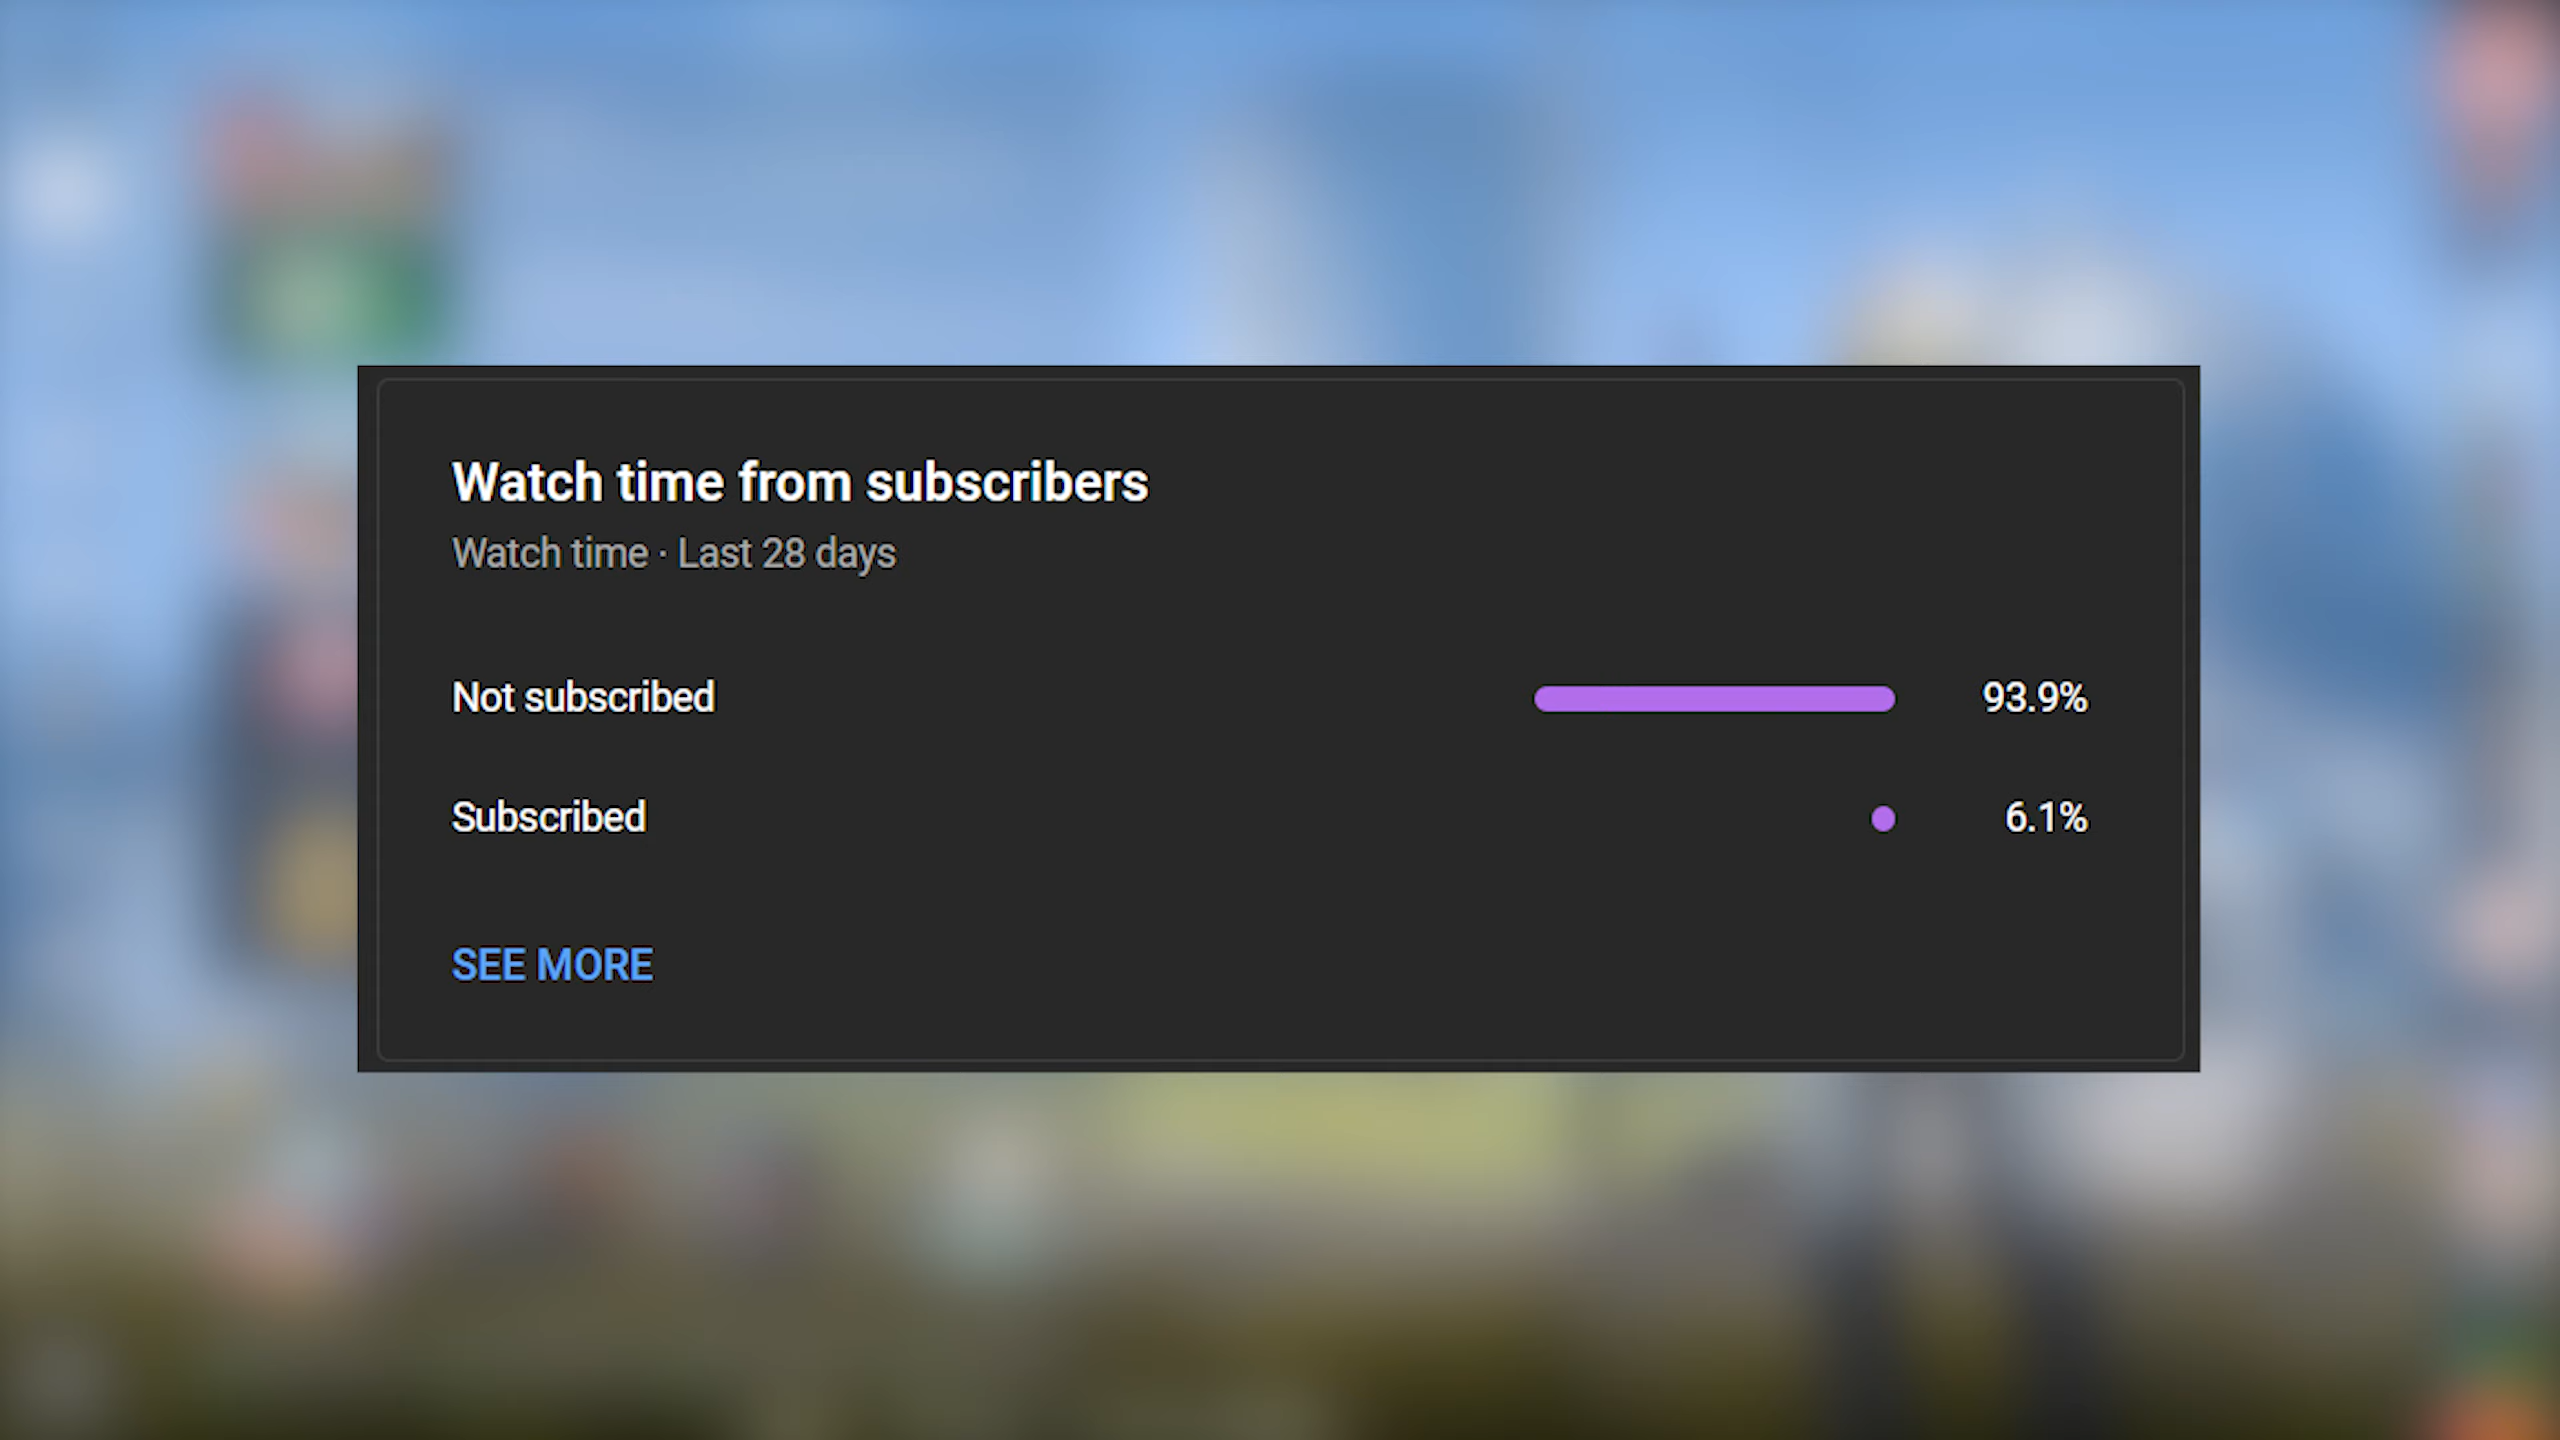 Watch time from subscribers
Watch time · Last 28 days
Not subscribed 93.9%
Subscribed 6.1%
SEE MORE